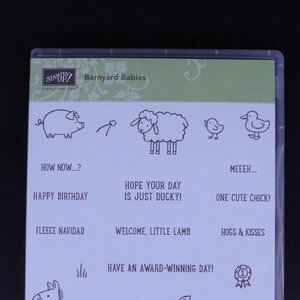 STAMPIN' UP!
Barnyard Babies
HOW NOW...?
MEEEH...
HAPPY BIRTHDAY
HOPE YOUR DAY
IS JUST DUCKY!
ONE CUTE CHICK!
FLEECE NAVIDAD
WELCOME, LITTLE LAMB
HOGS & KISSES
HAVE AN AWARD-WINNING DAY!